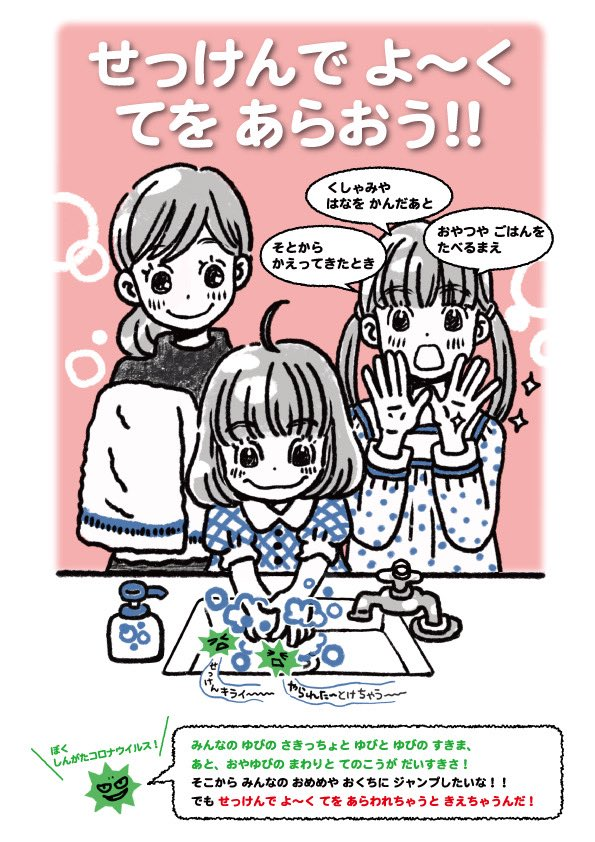 せっけんで よ〜く
てを あらおう!!
くしゃみや
はなを かんだあと
おやつや ごはんを
たべるまえ
そとから
かえってきたとき
せっけん
キライ〜〜
やられた〜とけちゃう〜
ぼく
しんがたコロナウイルス！
みんなの ゆびの さきっちょと ゆびと ゆびの すきま、
あと、おやゆびの まわりと てのこうが だいすきさ！
そこから みんなの おめめや おくちに ジャンプしたいな！！
でも せっけんで よ〜く てを あらわれちゃうと きえちゃうんだ！